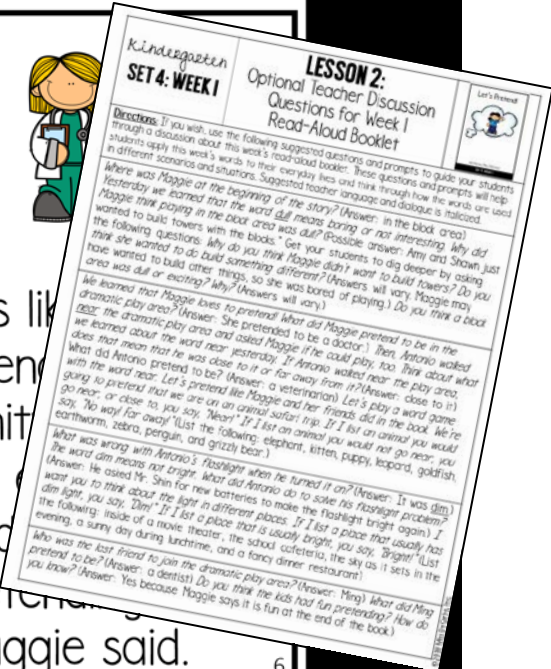 Kindergarten
SET 4: WEEK 1
LESSON 2:
Optional Teacher Discussion
Questions for Week 1
Read-Aloud Booklet
Let's Pretend!
Directions: If you wish, use the following suggested questions and prompts to guide your students
through a discussion about this week's read-aloud booklet. These questions and prompts will help
students apply this week's words to their everyday lives and think through how the words are used
in different scenarios and situations. Suggested teacher language and dialogue is italicized.
Where was Maggie at the beginning of the story? (Answer: in the block area)
Yesterday we learned that the word dull means boring or not interesting. Why did
Maggie think playing in the block area was dull? (Possible answer: Amy and Shawn just
wanted to build towers with the blocks." Get your students to dig deeper by asking
the following questions: Why do you think Maggie didn't want to build towers? Do you
think she wanted to do build something different? (Answers will vary. Maggie may
have wanted to build other things, so she was bored of playing.) Do you think a block
area was dull or exciting? Why? (Answers will vary.)
We learned that Maggie loves to pretend! What did Maggie pretend to be in the
dramatic play area? (Answer: She pretended to be a doctor.) Then, Antonio walked
near the dramatic play area and asked Maggie if he could play, too. Think about what
we learned about the word near yesterday. If Antonio walked near the play area,
does that mean that he was close to it or far away from it? (Answer: close to it)
What did Antonio pretend to be? (Answer: a veterinarian) Let's play a word game
with the word near. Let's pretend like Maggie and her friends did in the book. We're
going to pretend that we are on an animal safari trip. If I list an animal you would
go near, or close to, you say, "Near!" If I list an animal you would not go near, you
say, "No way! Far away!" (List the following: elephant, kitten, puppy, leopard, goldfish,
earthworm, zebra, penguin, and grizzly bear.)
What was wrong with Antonio's flashlight when he turned it on? (Answer: It was dim.)
The word dim means not bright. What did Antonio do to solve his flashlight problem?
(Answer: He asked Mr. Shin for new batteries to make the flashlight bright again.) I
want you to think about the light in different places. If I list a place that usually has
dim light, you say, "Dim!" If I list a place that is usually bright, you say, "Bright!" (List
the following: inside of a movie theater, the school cafeteria, the sky as it sets in the
evening, a sunny day during lunchtime, and a fancy dinner restaurant)
Who was the last friend to join the dramatic play area? (Answer: Ming) What did Ming
pretend to be? (Answer: a dentist) Do you think the kids had fun pretending? How do
you know? (Answer: Yes because Maggie says it is fun at the end of the book.)
said.
6